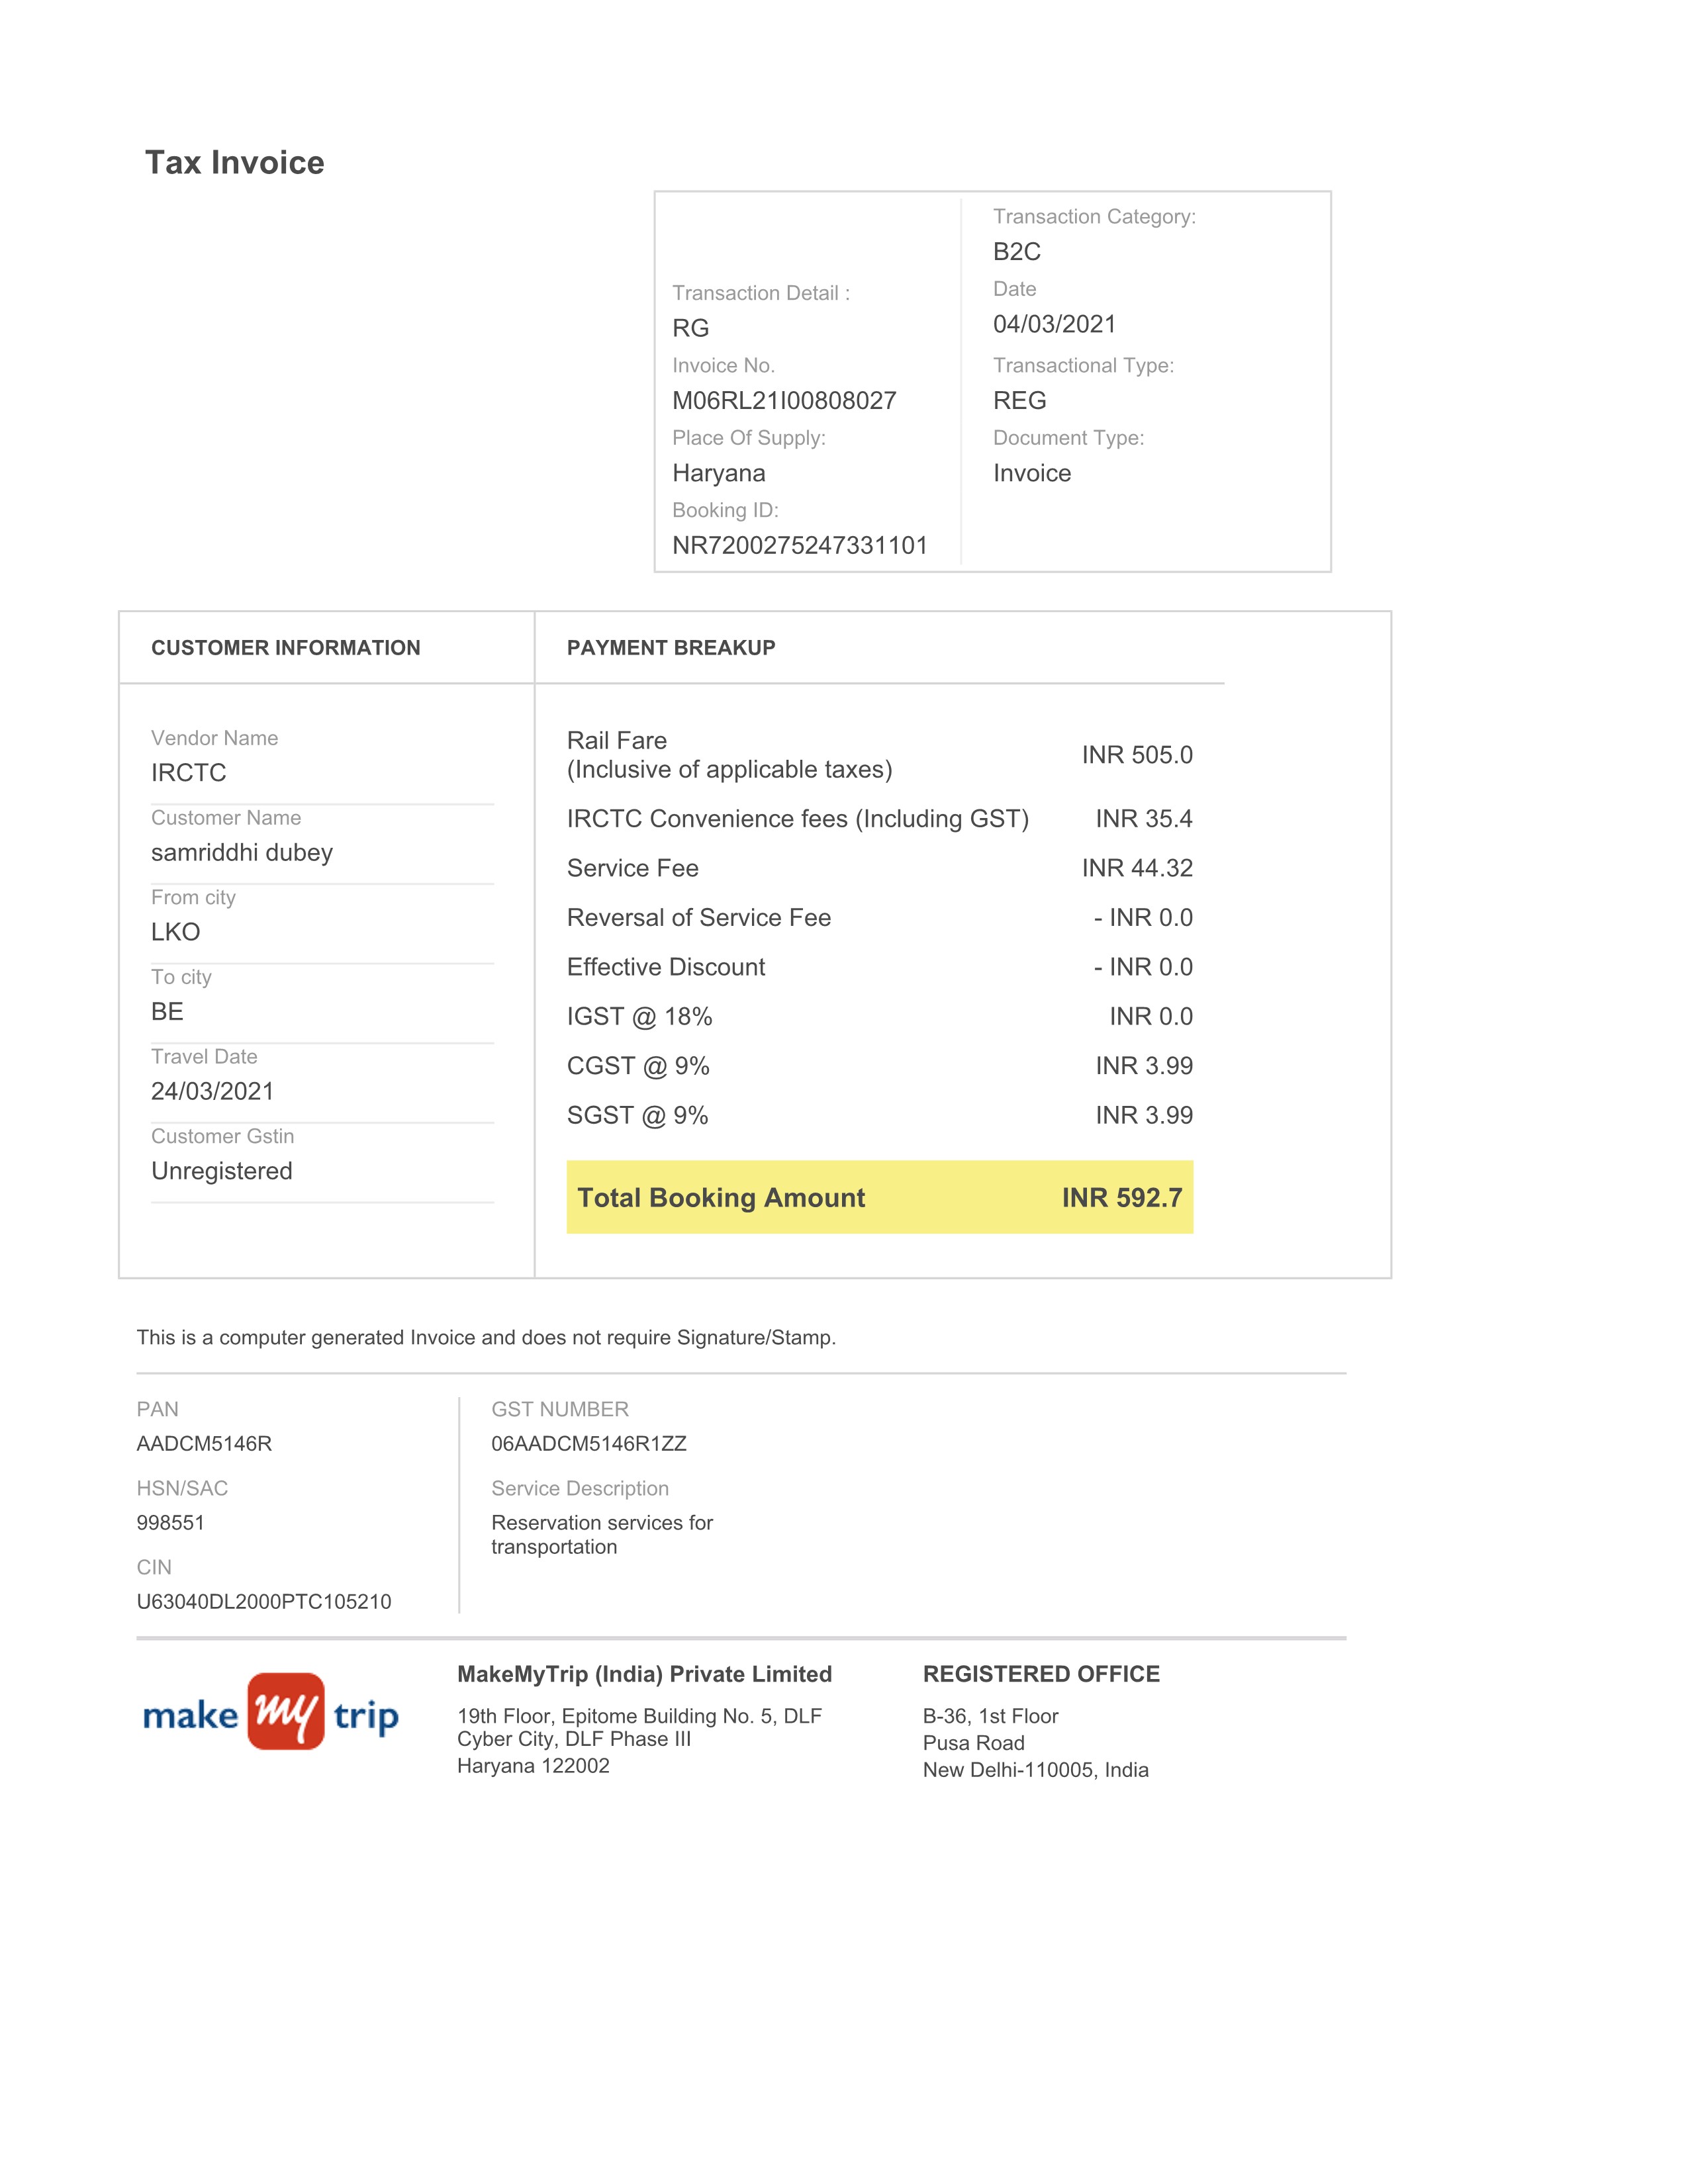 Tax Invoice
Transaction Detail :
RG
Invoice No.
M06RL21I00808027
Place Of Supply:
Haryana
Booking ID:
NR7200275247331101
Transaction Category:
B2C
Date
04/03/2021
Transactional Type:
REG
Document Type:
Invoice
CUSTOMER INFORMATION
Vendor Name
IRCTC
Customer Name
samriddhi dubey
From city
LKO
To city
BE
Travel Date
24/03/2021
Customer Gstin
Unregistered
PAYMENT BREAKUP
Rail Fare
(Inclusive of applicable taxes) INR 505.0
IRCTC Convenience fees (Including GST) INR 35.4
Service Fee INR 44.32
Reversal of Service Fee - INR 0.0
Effective Discount - INR 0.0
IGST @ 18% INR 0.0
CGST @ 9% INR 3.99
SGST @ 9% INR 3.99
Total Booking Amount INR 592.7
This is a computer generated Invoice and does not require Signature/Stamp.
PAN
AADCM5146R
HSN/SAC
998551
CIN
U63040DL2000PTC105210
GST NUMBER
06AADCM5146R1ZZ
Service Description
Reservation services for
transportation
make my trip
MakeMyTrip (India) Private Limited
19th Floor, Epitome Building No. 5, DLF
Cyber City, DLF Phase III
Haryana 122002
REGISTERED OFFICE
B-36, 1st Floor
Pusa Road
New Delhi-110005, India